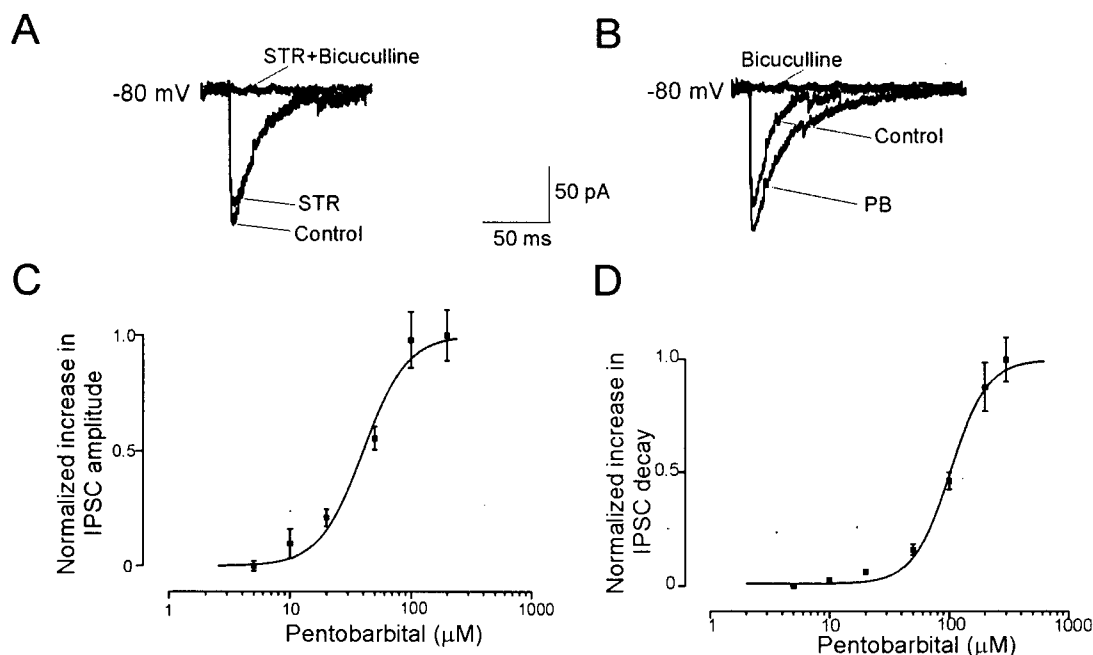 A
STR+Bicuculline
-80 mV
STR
Control
50 pA
50 ms
B
Bicuculline
-80 mV
Control
PB
C
Normalized increase in
IPSC amplitude
1.0
0.5
0
1
10
100
1000
Pentobarbital (μM)
D
Normalized increase in
IPSC decay
1.0
0.5
0
1
10
100
1000
Pentobarbital (μM)